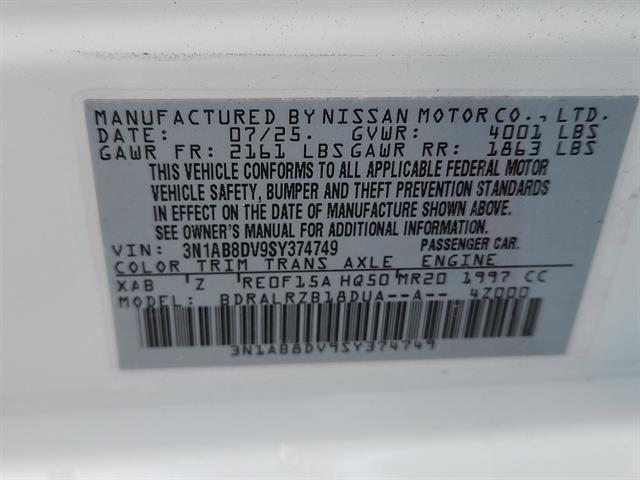 MANUFACTURED BY NISSAN MOTOR CO., LTD.
DATE: 07/25. GVWR: 4001 LBS
GAWR FR: 2161 LBS GAWR RR: 1863 LBS
THIS VEHICLE CONFORMS TO ALL APPLICABLE FEDERAL MOTOR
VEHICLE SAFETY, BUMPER AND THEFT PREVENTION STANDARDS
IN EFFECT ON THE DATE OF MANUFACTURE SHOWN ABOVE.
SEE OWNER'S MANUAL FOR ADDITIONAL INFORMATION.
VIN: 3N1AB8DV9SY374749 PASSENGER CAR.
COLOR TRIM TRANS AXLE ENGINE
XAB Z RE0F15A HQ50 MR20 1997 CC
MODEL: BDRALRZB18DUA--A-- 4Z000
3N1AB8DV9SY374749